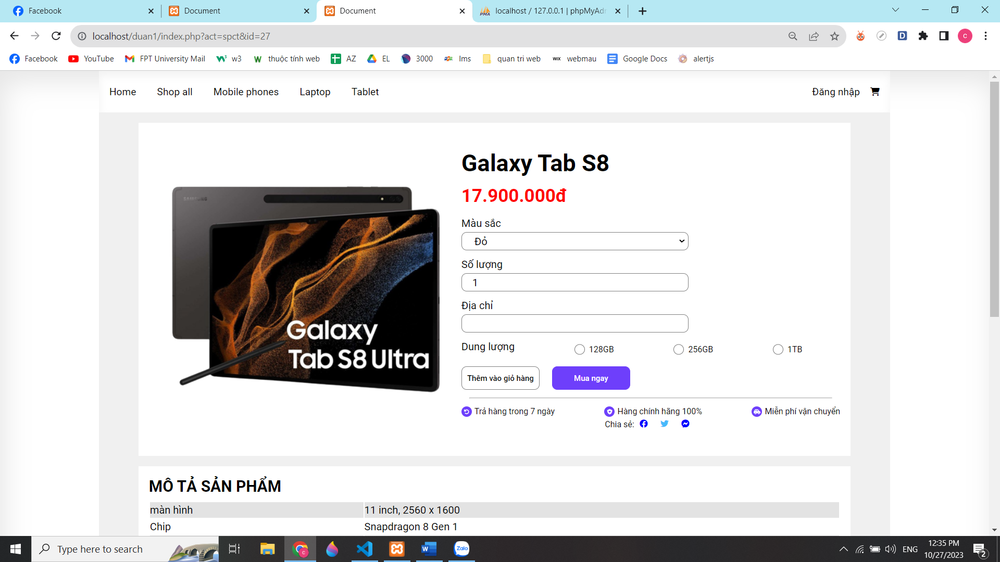 Facebook
Document
Document
localhost / 127.0.0.1 | phpMyAdm
localhost/duan1/index.php?act=spct&id=27
D
c
Facebook
YouTube
FPT University Mail
w3
thuộc tính web
AZ
EL
3000
lms
quan tri web
WIX
webmau
Google Docs
alertjs
Home
Shop all
Mobile phones
Laptop
Tablet
Đăng nhập
SAMSUNG
Galaxy
Tab S8 Ultra
Galaxy Tab S8
17.900.000đ
Màu sắc
Đỏ
Số lượng
1
Địa chỉ
Dung lượng
128GB
256GB
1TB
Thêm vào giỏ hàng
Mua ngay
Trả hàng trong 7 ngày
Hàng chính hãng 100%
Miễn phí vận chuyển
Chia sẻ:
MÔ TẢ SẢN PHẨM
màn hình
11 inch, 2560 x 1600
Chip
Snapdragon 8 Gen 1
Type here to search
Zalo
ENG
12:35 PM
10/27/2023
2